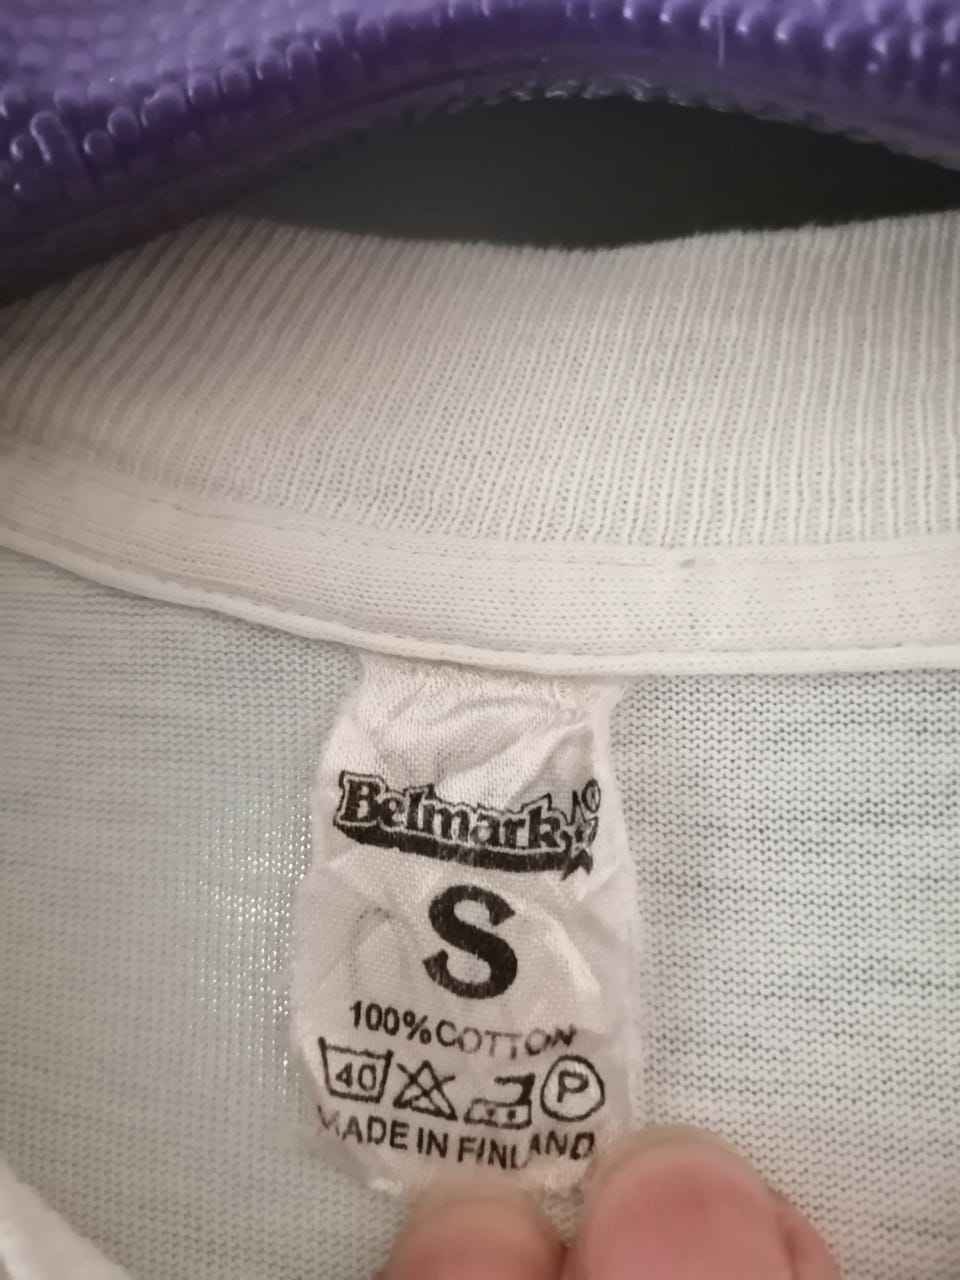 Belmark®
S
100% COTTON
40 P
MADE IN FINLAND